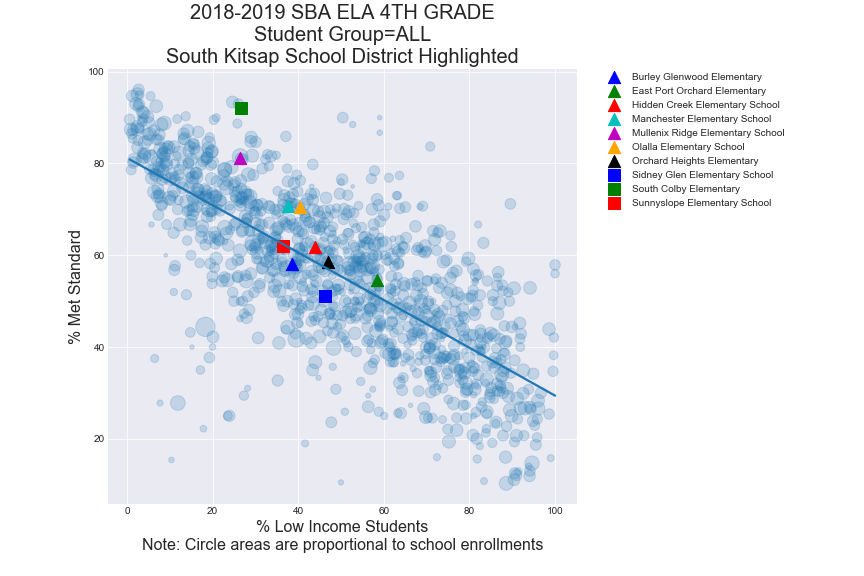 2018-2019 SBA ELA 4TH GRADE
Student Group=ALL
South Kitsap School District Highlighted
% Met Standard
100
80
60
40
20
0
20
40
60
80
100
% Low Income Students
Note: Circle areas are proportional to school enrollments
Burley Glenwood Elementary
East Port Orchard Elementary
Hidden Creek Elementary School
Manchester Elementary School
Mullenix Ridge Elementary School
Olalla Elementary School
Orchard Heights Elementary
Sidney Glen Elementary School
South Colby Elementary
Sunnyslope Elementary School